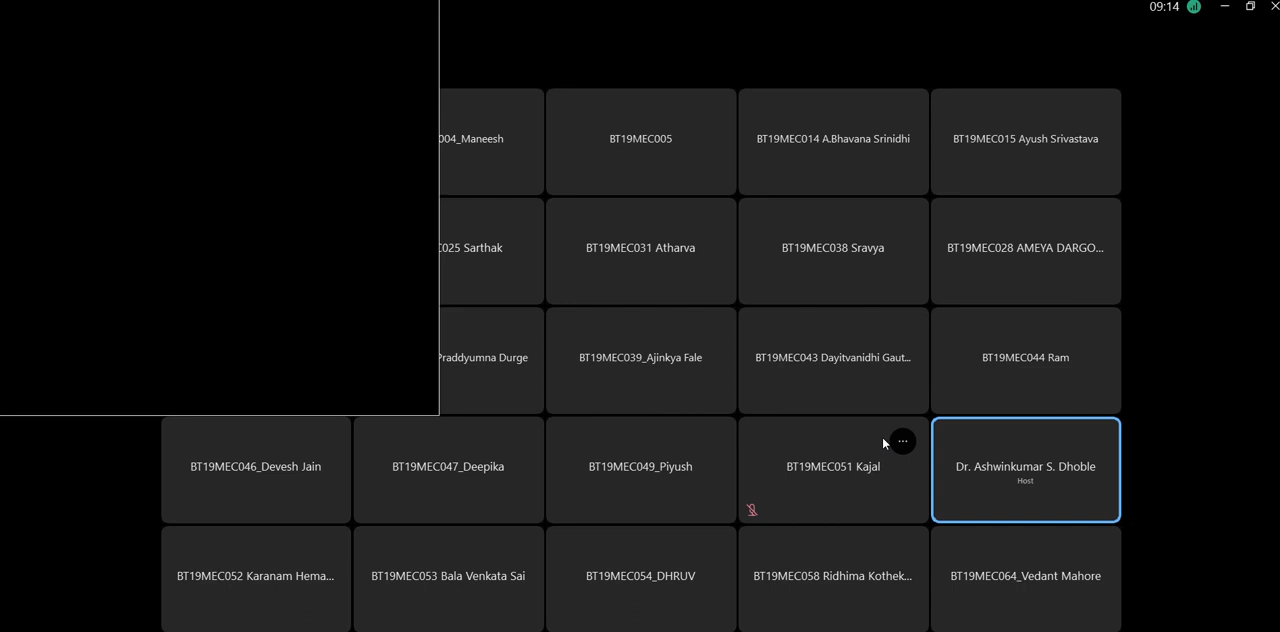 09:14
004_Maneesh
BT19MEC005
BT19MEC014 A.Bhavana Srinidhi
BT19MEC015 Ayush Srivastava
C025 Sarthak
BT19MEC031 Atharva
BT19MEC038 Sravya
BT19MEC028 AMEYA DARGO...
Praddyumna Durge
BT19MEC039_Ajinkya Fale
BT19MEC043 Dayitvanidhi Gaut...
BT19MEC044 Ram
BT19MEC046_Devesh Jain
BT19MEC047_Deepika
BT19MEC049_Piyush
BT19MEC051 Kajal
Dr. Ashwinkumar S. Dhoble
Host
BT19MEC052 Karanam Hema...
BT19MEC053 Bala Venkata Sai
BT19MEC054_DHRUV
BT19MEC058 Ridhima Kothek...
BT19MEC064_Vedant Mahore